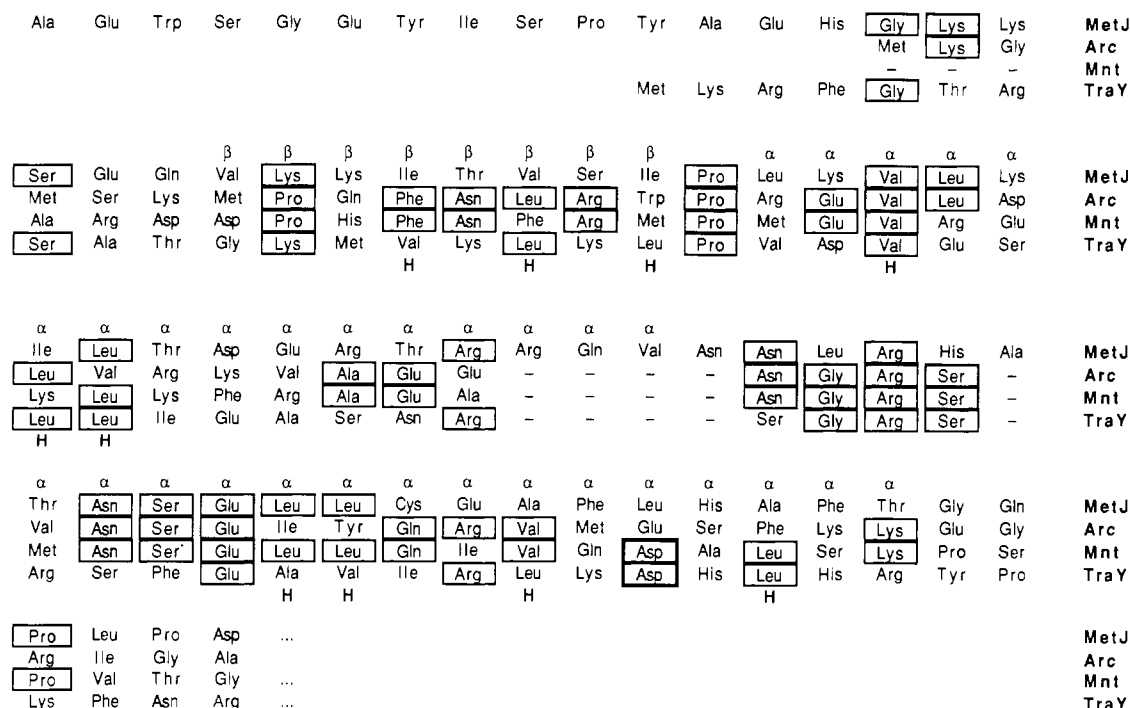 Ala Glu Trp Ser Gly Glu Tyr Ile Ser Pro Tyr Ala Glu His Gly Lys Lys MetJ
Met Lys Gly Arc
– – – Mnt
Met Lys Arg Phe Gly Thr Arg TraY
β β β β β β β β α α α α α
Ser Glu Gln Val Lys Lys Ile Thr Val Ser Ile Pro Leu Lys Val Leu Lys MetJ
Met Ser Lys Met Pro Gln Phe Asn Leu Arg Trp Pro Arg Glu Val Leu Asp Arc
Ala Arg Asp Asp Pro His Phe Asn Phe Arg Met Pro Met Glu Val Arg Glu Mnt
Ser Ala Thr Gly Lys Met Val Lys Leu Lys Leu Pro Val Asp Val Glu Ser TraY
H H H H
α α α α α α α α α α α
Ile Leu Thr Asp Glu Arg Thr Arg Arg Gln Val Asn Asn Leu Arg His Ala MetJ
Leu Val Arg Lys Val Ala Glu Glu – – – – Asn Gly Arg Ser – Arc
Lys Leu Lys Phe Arg Ala Glu Ala – – – – Asn Gly Arg Ser – Mnt
Leu Leu Ile Glu Ala Ser Asn Arg – – – – Ser Gly Arg Ser – TraY
H H
α α α α α α α α α α α α α α α
Thr Asn Ser Glu Leu Leu Cys Glu Ala Phe Leu His Ala Phe Thr Gly Gln MetJ
Val Asn Ser Glu Ile Tyr Gln Arg Val Met Glu Ser Phe Lys Lys Glu Gly Arc
Met Asn Ser Glu Leu Leu Gln Ile Val Gln Asp Ala Leu Ser Lys Pro Ser Mnt
Arg Ser Phe Glu Ala Val Ile Arg Leu Lys Asp His Leu His Arg Tyr Pro TraY
H H H H
Pro Leu Pro Asp ... MetJ
Arg Ile Gly Ala Arc
Pro Val Thr Gly ... Mnt
Lys Phe Asn Arg ... TraY